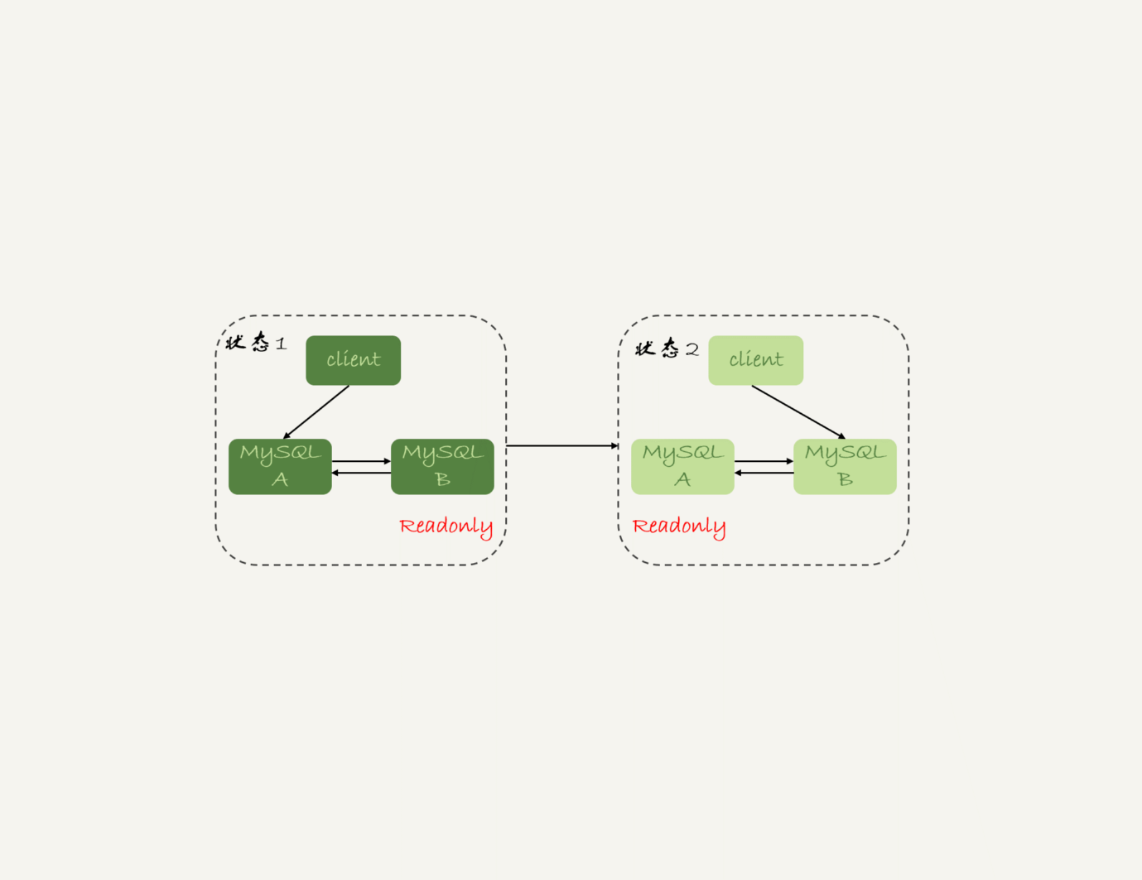 状态1
client
MySQL
A
MySQL
B
Readonly
状态2
client
MySQL
A
MySQL
B
Readonly